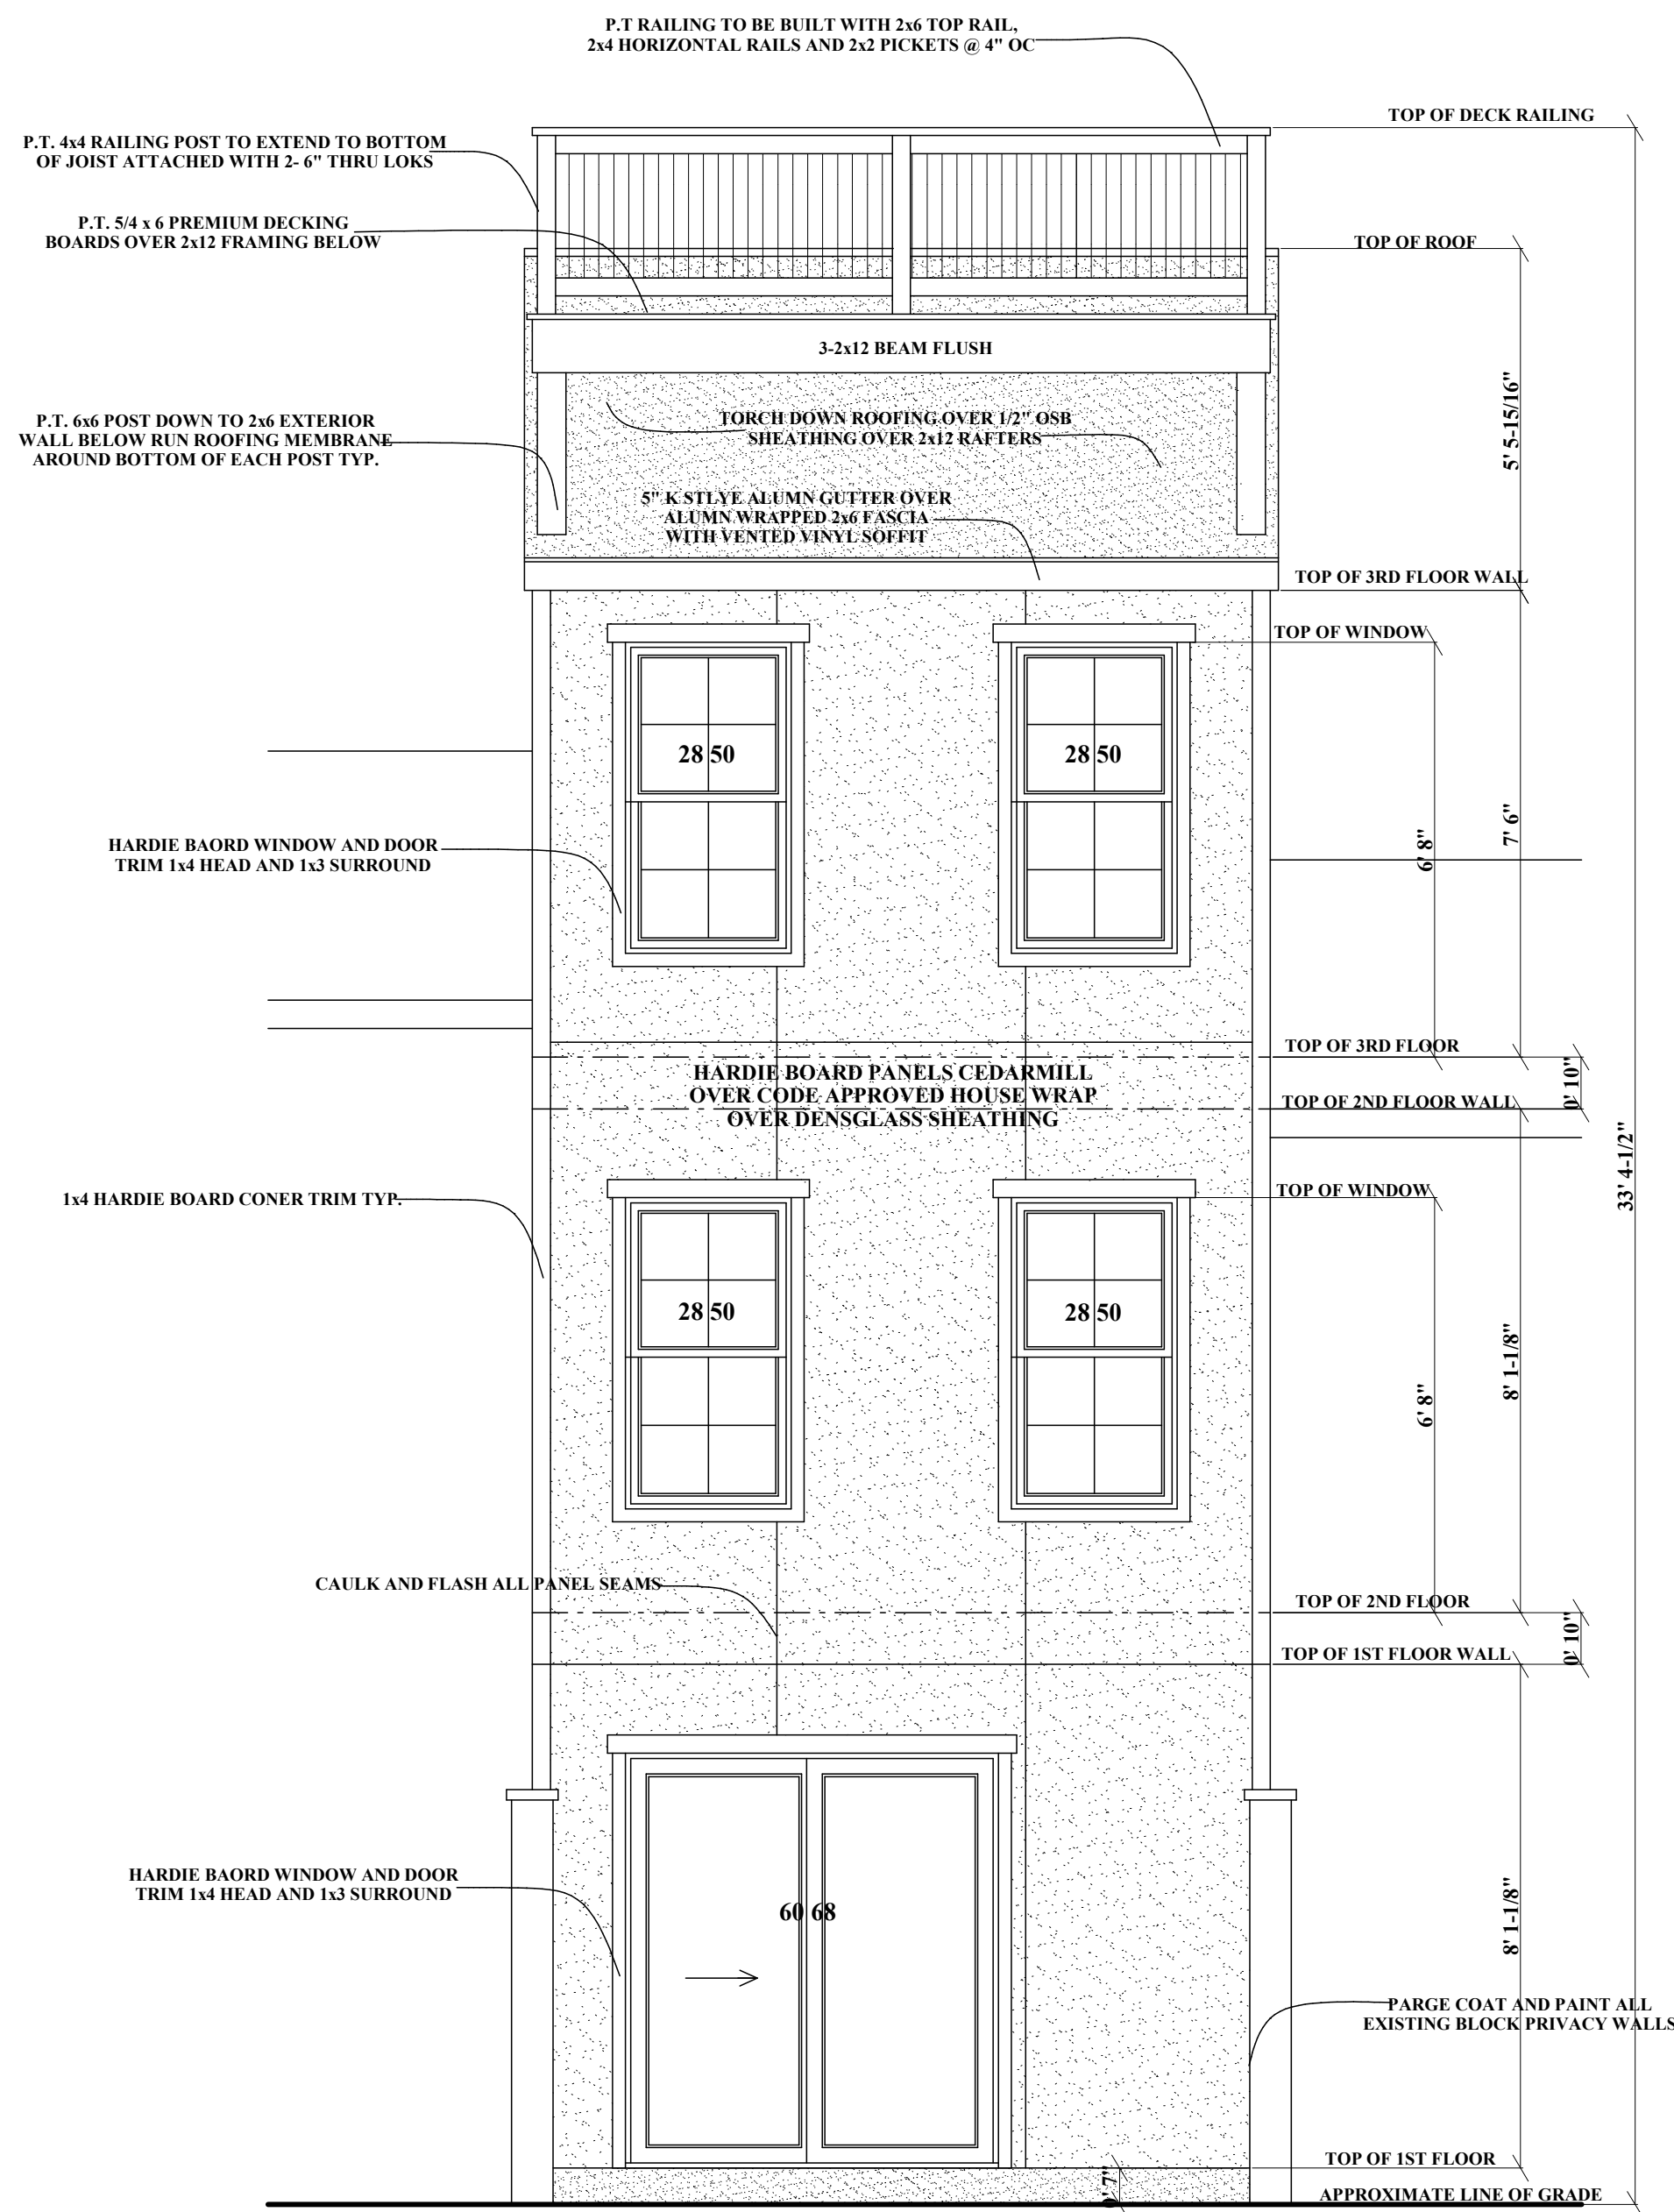 P.T RAILING TO BE BUILT WITH 2x6 TOP RAIL,
2x4 HORIZONTAL RAILS AND 2x2 PICKETS @ 4" OC
TOP OF DECK RAILING
P.T. 4x4 RAILING POST TO EXTEND TO BOTTOM
OF JOIST ATTACHED WITH 2- 6" THRU LOKS
P.T. 5/4 x 6 PREMIUM DECKING
BOARDS OVER 2x12 FRAMING BELOW
TOP OF ROOF
3-2x12 BEAM FLUSH
5' 5-15/16"
P.T. 6x6 POST DOWN TO 2x6 EXTERIOR
WALL BELOW RUN ROOFING MEMBRANE
AROUND BOTTOM OF EACH POST TYP.
TORCH DOWN ROOFING OVER 1/2" OSB
SHEATHING OVER 2x12 RAFTERS
5" K STLYE ALUMN GUTTER OVER
ALUMN WRAPPED 2x6 FASCIA
WITH VENTED VINYL SOFFIT
TOP OF 3RD FLOOR WALL
TOP OF WINDOW
28 50
28 50
HARDIE BAORD WINDOW AND DOOR
TRIM 1x4 HEAD AND 1x3 SURROUND
6' 8"
7' 6"
TOP OF 3RD FLOOR
HARDIE BOARD PANELS CEDARMILL
OVER CODE APPROVED HOUSE WRAP
OVER DENSGLASS SHEATHING
0' 10"
TOP OF 2ND FLOOR WALL
33' 4-1/2"
1x4 HARDIE BOARD CONER TRIM TYP.
TOP OF WINDOW
28 50
28 50
6' 8"
8' 1-1/8"
CAULK AND FLASH ALL PANEL SEAMS
TOP OF 2ND FLOOR
0' 10"
TOP OF 1ST FLOOR WALL
HARDIE BAORD WINDOW AND DOOR
TRIM 1x4 HEAD AND 1x3 SURROUND
60 68
8' 1-1/8"
PARGE COAT AND PAINT ALL
EXISTING BLOCK PRIVACY WALLS
TOP OF 1ST FLOOR
0' 7"
APPROXIMATE LINE OF GRADE